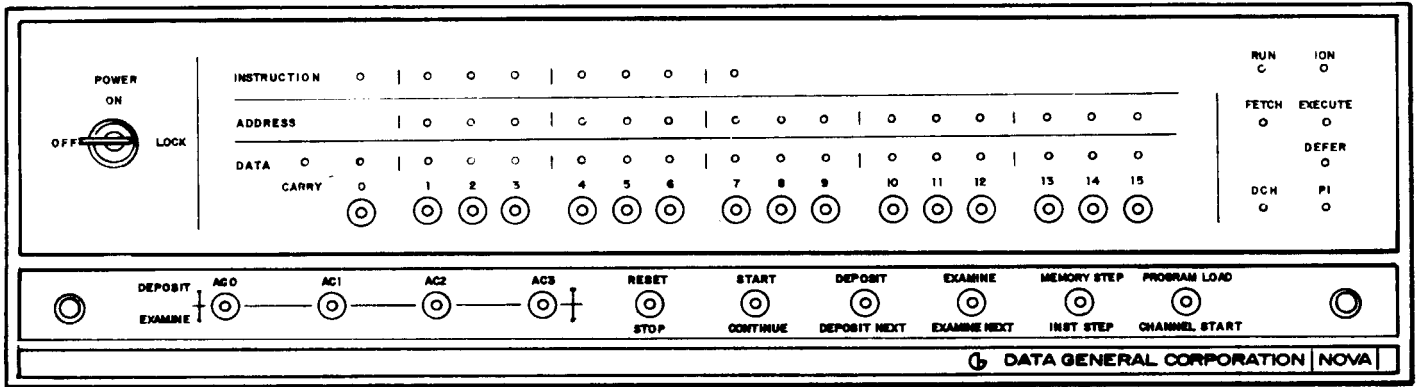 POWER
ON
OFF
LOCK
INSTRUCTION
ADDRESS
DATA
CARRY 0 1 2 3 4 5 6 7 8 9 10 11 12 13 14 15
RUN ION
FETCH EXECUTE
DEFER
DCH PI
DEPOSIT AC0 AC1 AC2 AC3 RESET START DEPOSIT EXAMINE MEMORY STEP PROGRAM LOAD
EXAMINE STOP CONTINUE DEPOSIT NEXT EXAMINE NEXT INST STEP CHANNEL START
DATA GENERAL CORPORATION NOVA